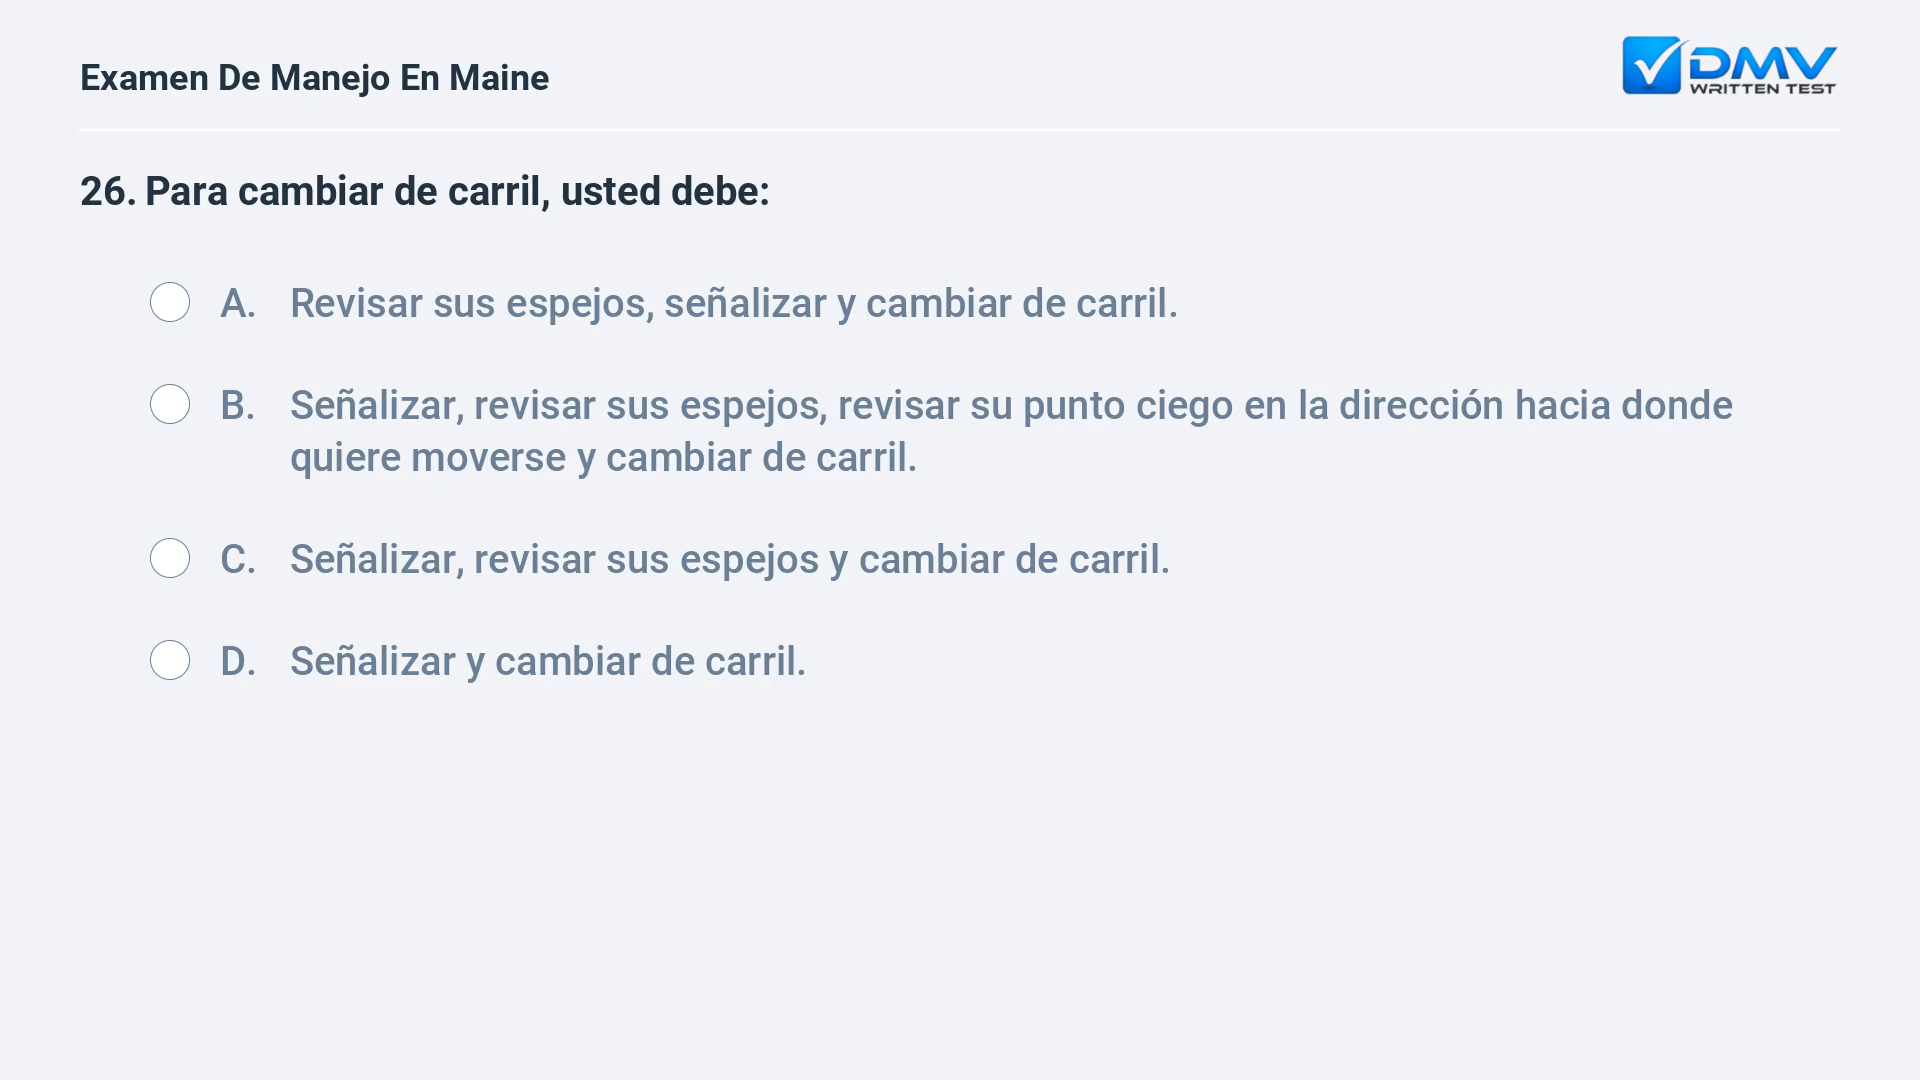 Examen De Manejo En Maine
DMV
WRITTEN TEST
26. Para cambiar de carril, usted debe:
A. Revisar sus espejos, señalizar y cambiar de carril.
B. Señalizar, revisar sus espejos, revisar su punto ciego en la dirección hacia donde
quiere moverse y cambiar de carril.
C. Señalizar, revisar sus espejos y cambiar de carril.
D. Señalizar y cambiar de carril.